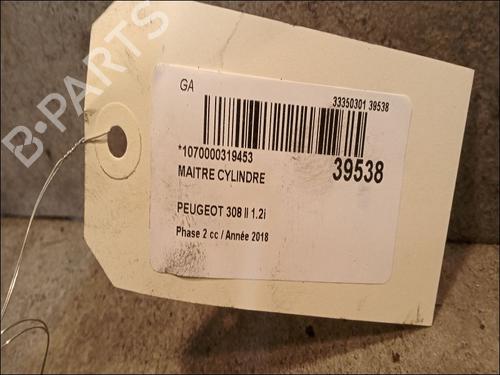 B-PARTS
GA
33350301 39538
*1070000319453
39538
MAITRE CYLINDRE
PEUGEOT 308 II 1.2i
Phase 2 cc / Année 2018